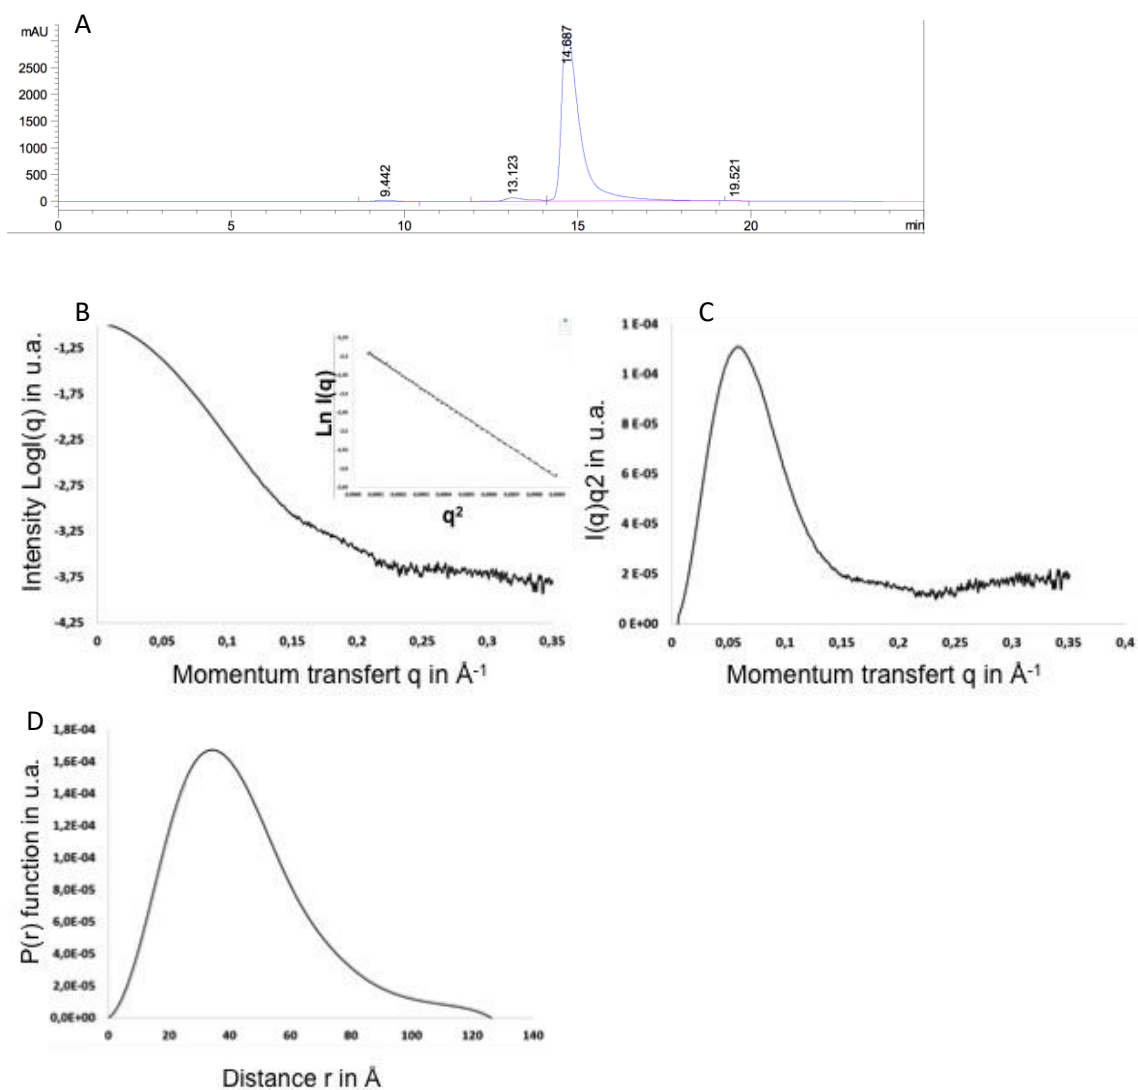 A
mAU
2500
2000
1500
1000
500
0
9.442
13.123
14.687
19.521
0 5 10 15 20 min
B
Intensity LogI(q) in u.a.
-1,25
-1,75
-2,25
-2,75
-3,25
-3,75
-4,25
0 0,05 0,1 0,15 0,2 0,25 0,3 0,35
Momentum transfert q in Å-1
Ln I(q)
q2
C
I(q)q2 in u.a.
1 E-04
1 E-04
8 E-05
6 E-05
4 E-05
2 E-05
0 E+00
0 0,05 0,1 0,15 0,2 0,25 0,3 0,35 0,4
Momentum transfert q in Å-1
D
P(r) function in u.a.
1,8E-04
1,6E-04
1,4E-04
1,2E-04
1,0E-04
8,0E-05
6,0E-05
4,0E-05
2,0E-05
0,0E+00
0 20 40 60 80 100 120 140
Distance r in Å